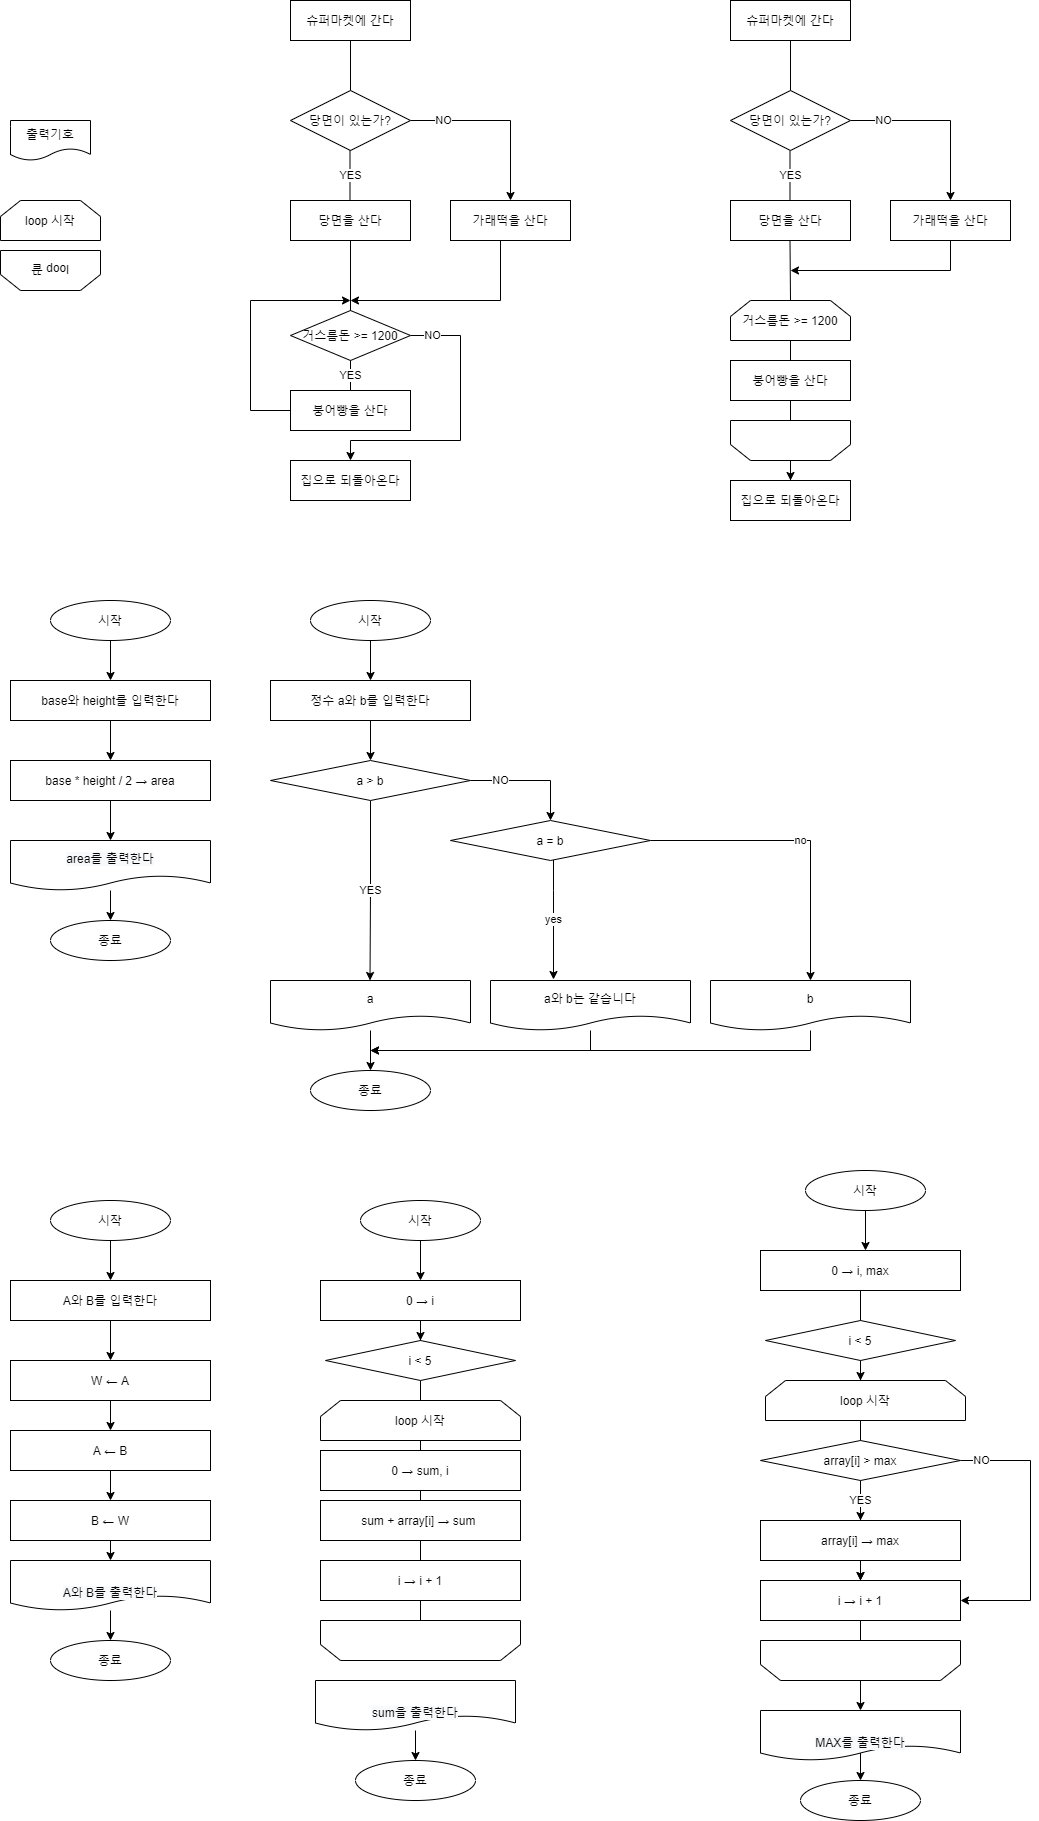 슈퍼마켓에 간다
당면이 있는가?
NO
YES
당면을 산다
가래떡을 산다
거스름돈 >= 1200
NO
YES
붕어빵을 산다
집으로 되돌아온다
슈퍼마켓에 간다
당면이 있는가?
NO
YES
당면을 산다
가래떡을 산다
거스름돈 >= 1200
붕어빵을 산다
집으로 되돌아온다
출력기호
loop 시작
loop 끝
시작
base와 height를 입력한다
base * height / 2 → area
area를 출력한다
종료
시작
정수 a와 b를 입력한다
a > b
NO
a = b
no
YES
yes
a
a와 b는 같습니다
b
종료
시작
A와 B를 입력한다
W ← A
A ← B
B ← W
A와 B를 출력한다
종료
시작
0 → i
i < 5
loop 시작
0 → sum, i
sum + array[i] → sum
i → i + 1
sum을 출력한다
종료
시작
0 → i, max
i < 5
loop 시작
array[i] > max
NO
YES
array[i] → max
i → i + 1
MAX를 출력한다
종료